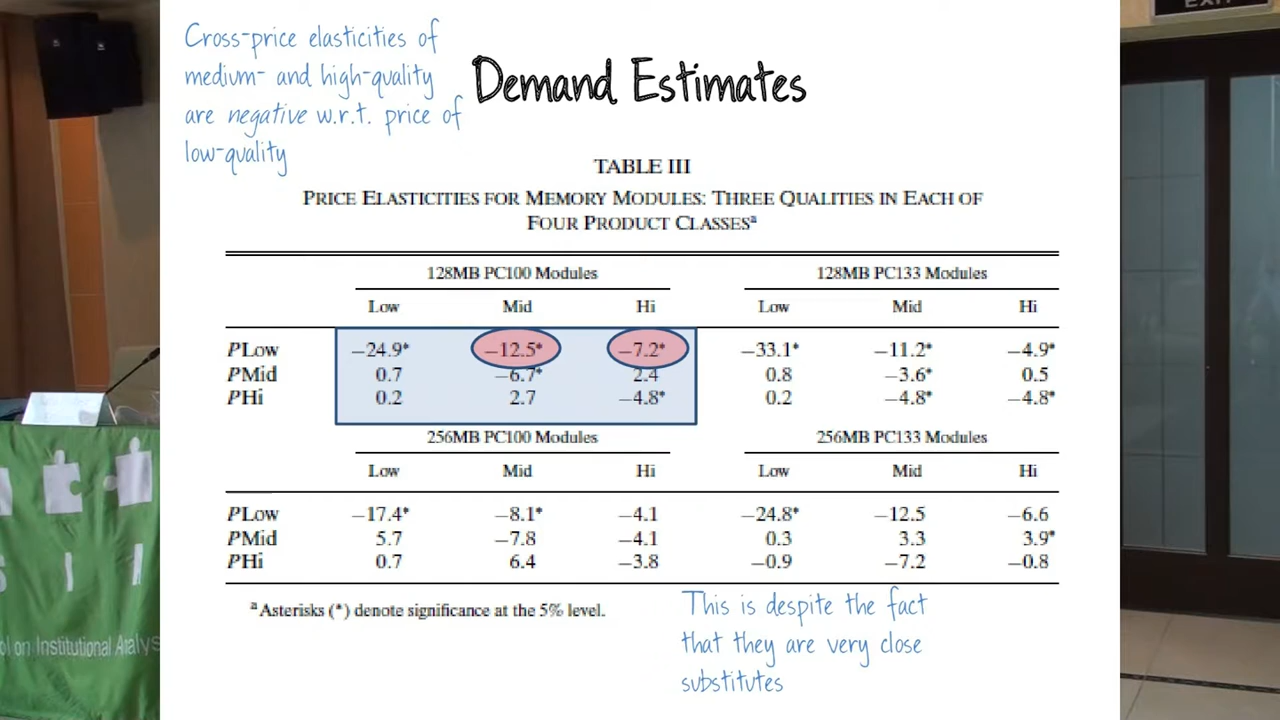 EXIT
Cross-price elasticities of
medium- and high-quality
are negative w.r.t. price of
low-quality
Demand Estimates
TABLE III
PRICE ELASTICITIES FOR MEMORY MODULES: THREE QUALITIES IN EACH OF
FOUR PRODUCT CLASSESa
128MB PC100 Modules 128MB PC133 Modules
Low Mid Hi Low Mid Hi
PLow −24.9* −12.5* −7.2* −33.1* −11.2* −4.9*
PMid 0.7 −6.7* 2.4 0.8 −3.6* 0.5
PHi 0.2 2.7 −4.8* 0.2 −4.8* −4.8*
256MB PC100 Modules 256MB PC133 Modules
Low Mid Hi Low Mid Hi
PLow −17.4* −8.1* −4.1 −24.8* −12.5 −6.6
PMid 5.7 −7.8 −4.1 0.3 3.3 3.9*
PHi 0.7 6.4 −3.8 −0.9 −7.2 −0.8
a Asterisks (*) denote significance at the 5% level.
This is despite the fact
that they are very close
substitutes
on Institutional Analys